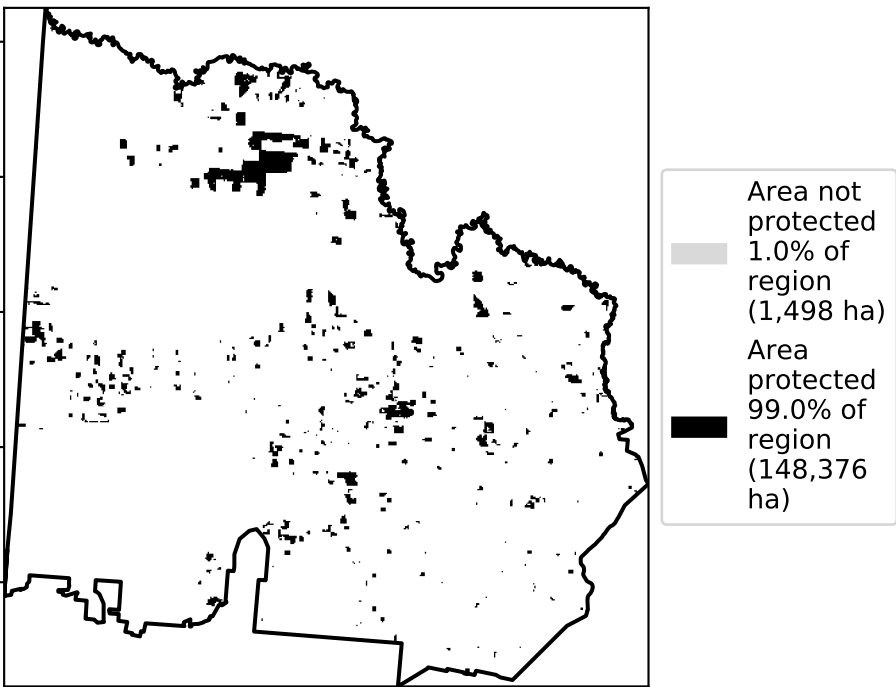 Area not
protected
1.0% of
region
(1,498 ha)
Area
protected
99.0% of
region
(148,376
ha)